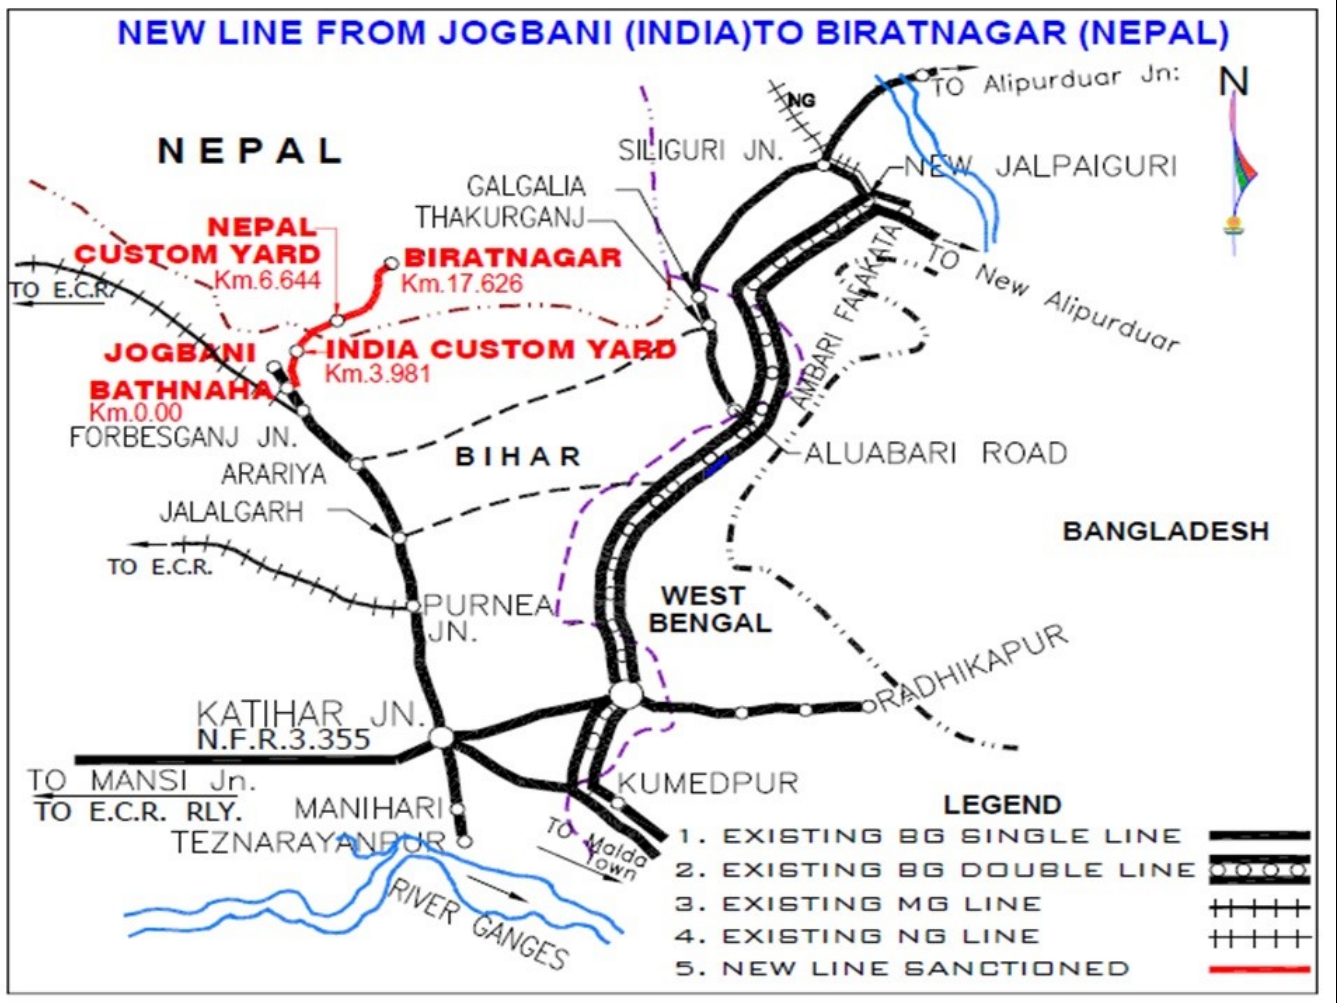 NEW LINE FROM JOGBANI (INDIA)TO BIRATNAGAR (NEPAL)
TO Alipurduar Jn:
N
NG
NEPAL
SILIGURI JN.
NEW JALPAIGURI
GALGALIA
THAKURGANJ
NEPAL
CUSTOM YARD
Km.6.644
BIRATNAGAR
Km.17.626
TO E.C.R.
TO New Alipurduar
AMBARI FALAKATA
JOGBANI
INDIA CUSTOM YARD
Km.3.981
BATHNAHA
Km.0.00
FORBESGANJ JN.
BIHAR
ALUABARI ROAD
ARARIYA
JALALGARH
BANGLADESH
TO E.C.R.
PURNEA
JN.
WEST
BENGAL
RADHIKAPUR
KATIHAR JN.
N.F.R.3.355
TO MANSI Jn.
TO E.C.R. RLY.
KUMEDPUR
MANIHARI
TEZNARAYANPUR
TO Malda
Town
RIVER GANGES
LEGEND
1. EXISTING BG SINGLE LINE
2. EXISTING BG DOUBLE LINE
3. EXISTING MG LINE
4. EXISTING NG LINE
5. NEW LINE SANCTIONED